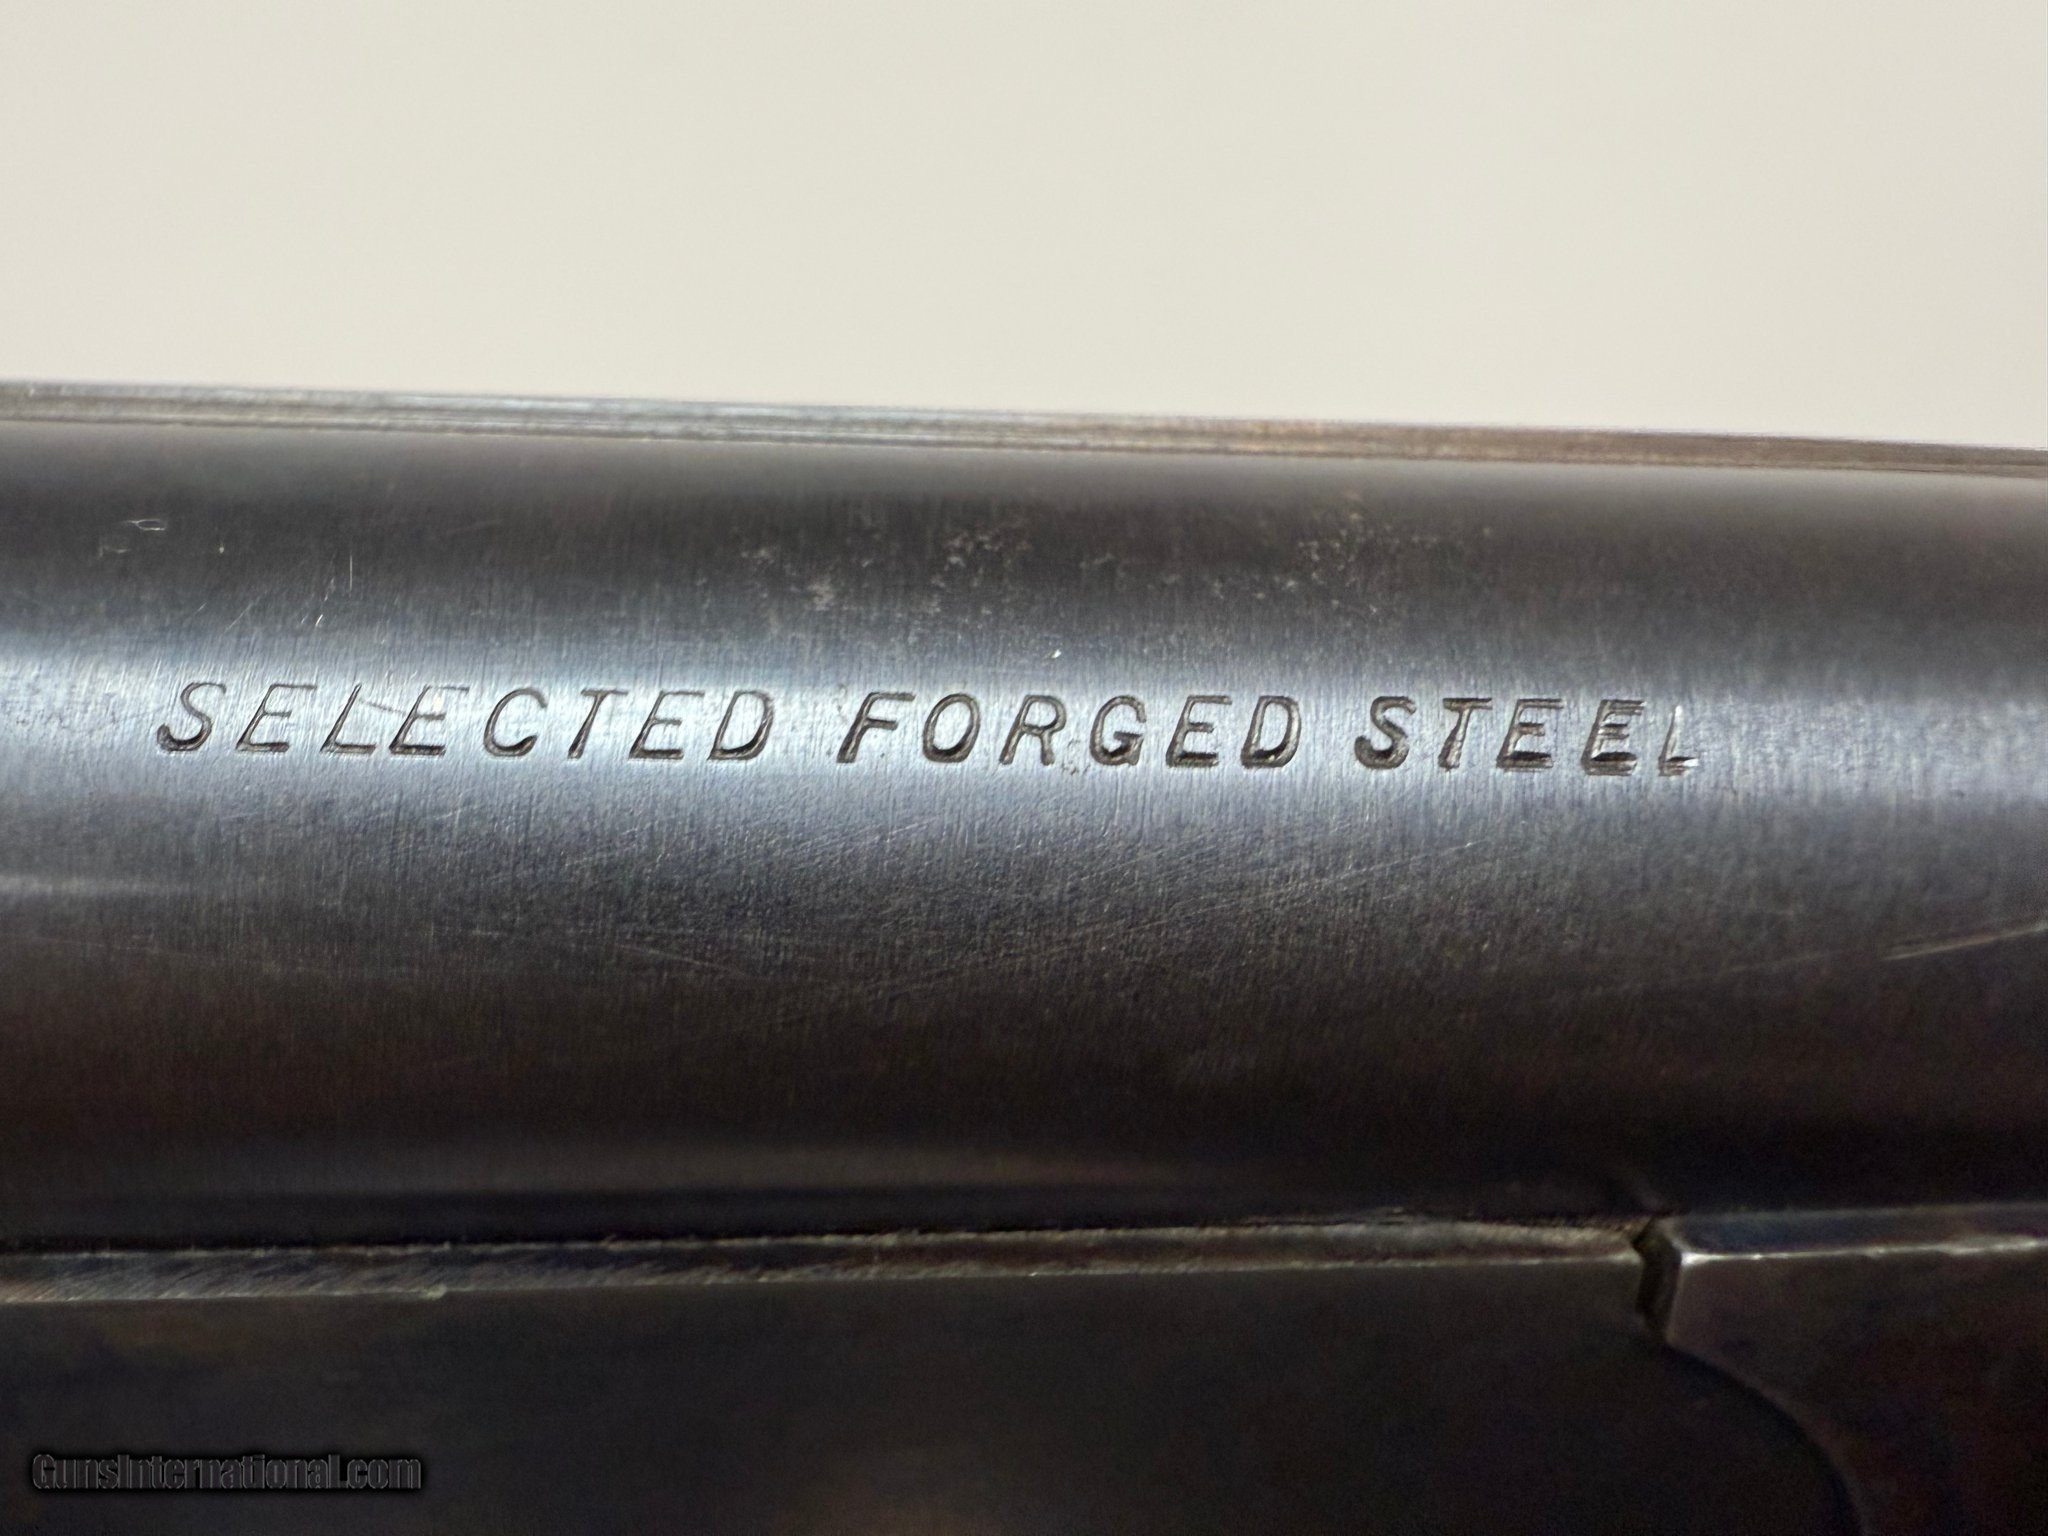 SELECTED FORGED STEEL
GunsInternational.com